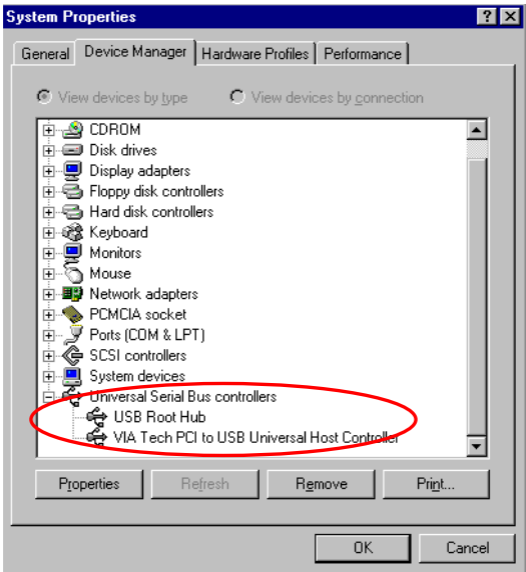 System Properties
General Device Manager Hardware Profiles Performance
View devices by type View devices by connection
CDROM
Disk drives
Display adapters
Floppy disk controllers
Hard disk controllers
Keyboard
Monitors
Mouse
Network adapters
PCMCIA socket
Ports (COM & LPT)
SCSI controllers
System devices
Universal Serial Bus controllers
USB Root Hub
VIA Tech PCI to USB Universal Host Controller
Properties Refresh Remove Print...
OK Cancel